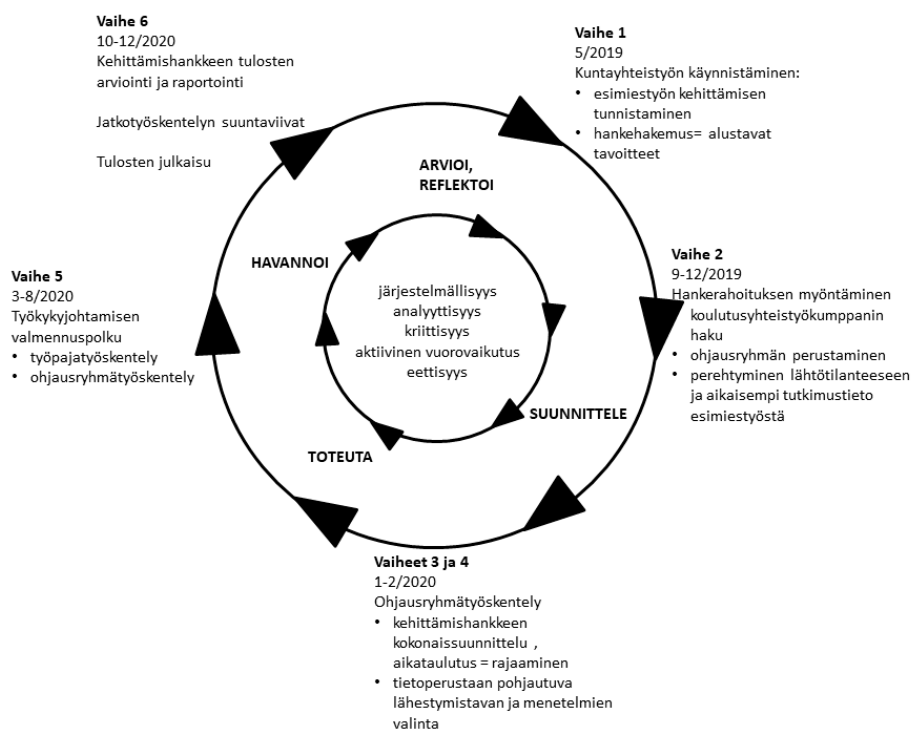 Vaihe 6
10-12/2020
Kehittämishankkeen tulosten
arviointi ja raportointi
Jatkotyöskentelyn suuntaviivat
Tulosten julkaisu
Vaihe 1
5/2019
Kuntayhteistyön käynnistäminen:
• esimiestyön kehittämisen
tunnistaminen
• hankehakemus= alustavat
tavoitteet
ARVIOI,
REFLEKTOI
HAVANNOI
järjestelmällisyys
analyyttisyys
kriittisyys
aktiivinen vuorovaikutus
eettisyys
SUUNNITTELE
TOTEUTA
Vaihe 2
9-12/2019
Hankerahoituksen myöntäminen
koulutusyhteistyökumppanin
haku
• ohjausryhmän perustaminen
• perehtyminen lähtötilanteeseen
ja aikaisempi tutkimustieto
esimiestyöstä
Vaihe 5
3-8/2020
Työkykyjohtamisen
valmennuspolku
• työpajatyöskentely
• ohjausryhmätyöskentely
Vaiheet 3 ja 4
1-2/2020
Ohjausryhmätyöskentely
• kehittämishankkeen
kokonaissuunnittelu ,
aikataulutus = rajaaminen
• tietoperustaan pohjautuva
lähestymistavan ja menetelmien
valinta